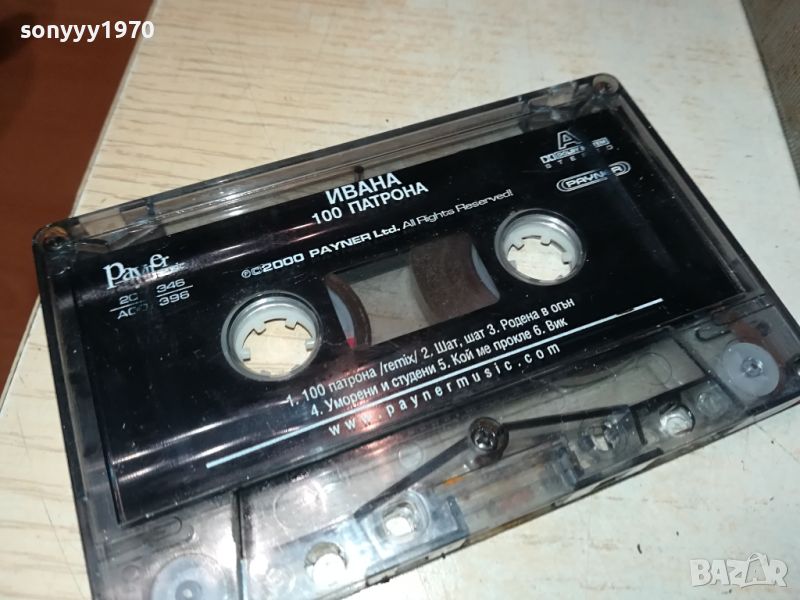 sonyyy1970
ИВАНА
100 ПАТРОНА
A
STEREO
PAYNER
℗©2000 PAYNER Ltd. All Rights Reserved!
Payner
346
396
1. 100 патрона /remix/ 2. Шат, шат 3. Родена в огън
4. Уморени и студени 5. Кой ме прокле 6. Вик
www.paynermusic.com
BAZAR